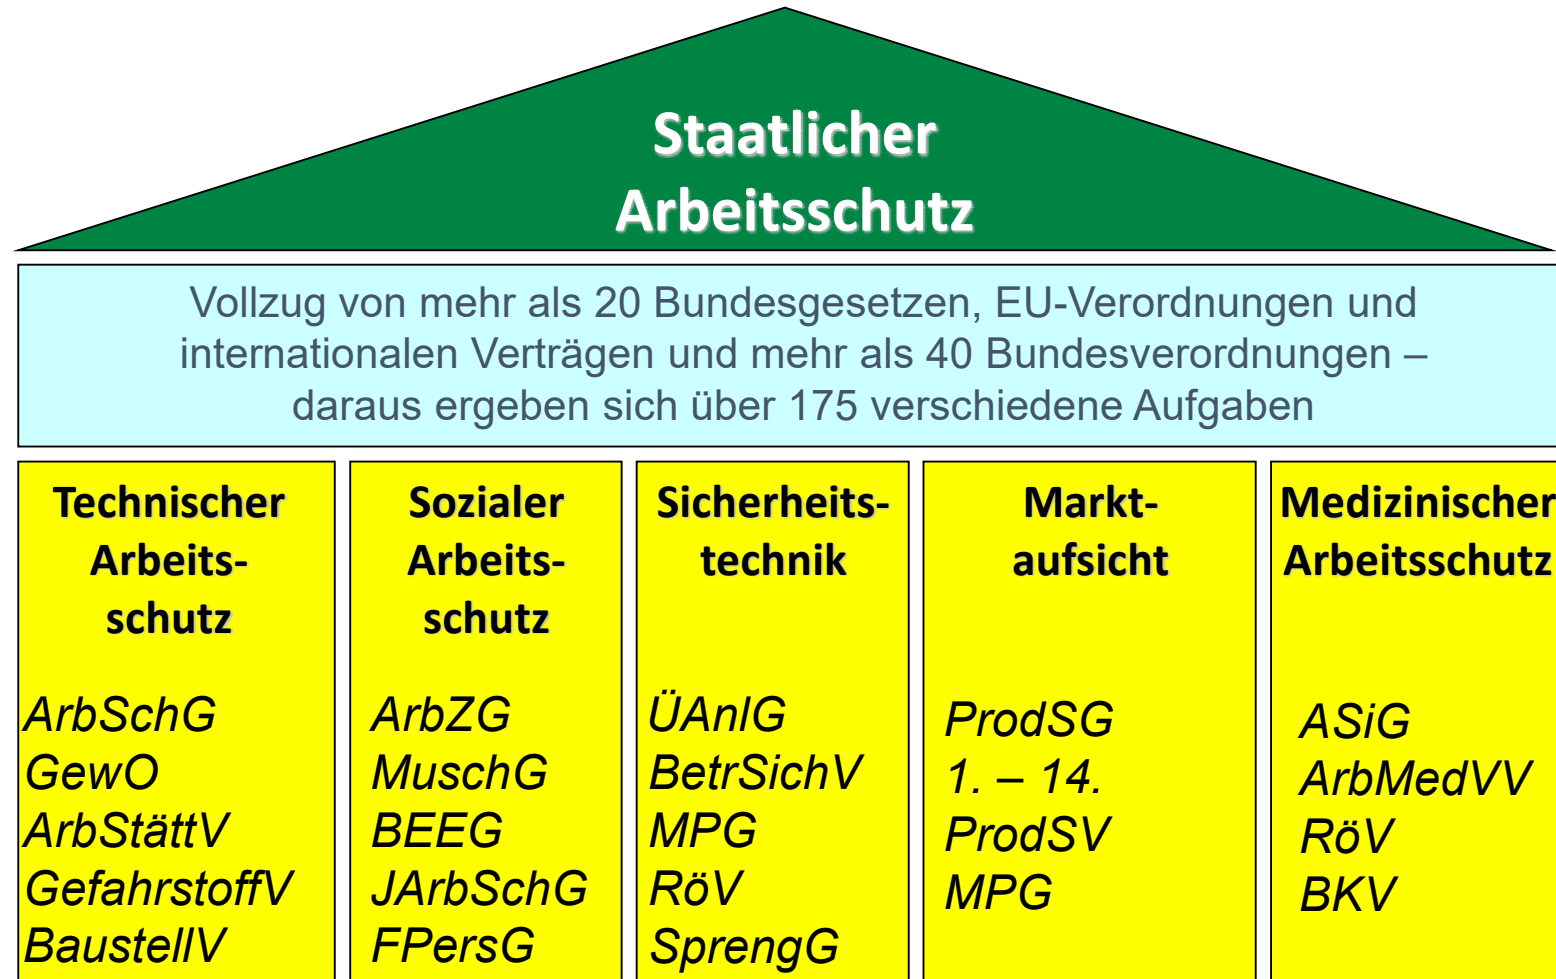 Staatlicher
Arbeitsschutz
Vollzug von mehr als 20 Bundesgesetzen, EU-Verordnungen und
internationalen Verträgen und mehr als 40 Bundesverordnungen –
daraus ergeben sich über 175 verschiedene Aufgaben
Technischer
Arbeits-
schutz
ArbSchG
GewO
ArbStättV
GefahrstoffV
BaustellV
Sozialer
Arbeits-
schutz
ArbZG
MuschG
BEEG
JArbSchG
FPersG
Sicherheits-
technik
ÜAnlG
BetrSichV
MPG
RöV
SprengG
Markt-
aufsicht
ProdSG
1. – 14.
ProdSV
MPG
Medizinischer
Arbeitsschutz
ASiG
ArbMedVV
RöV
BKV